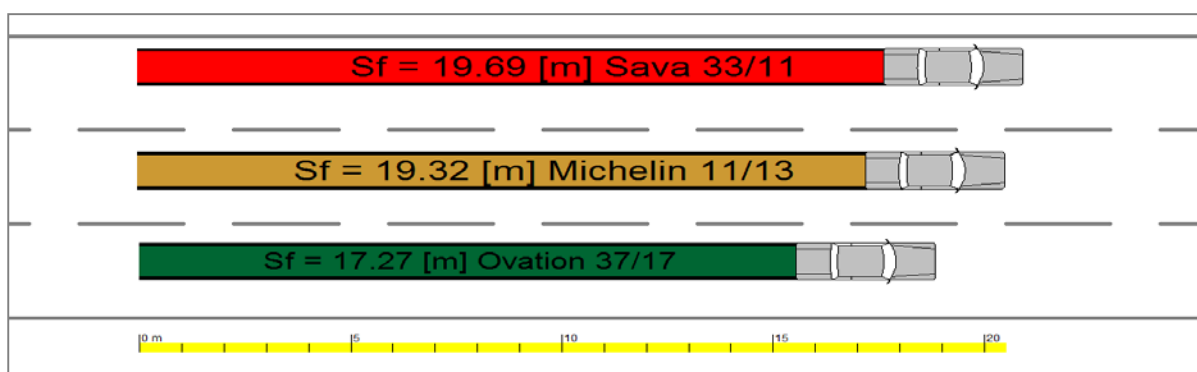 Sf = 19.69 [m] Sava 33/11
Sf = 19.32 [m] Michelin 11/13
Sf = 17.27 [m] Ovation 37/17
0 m 5 10 15 20